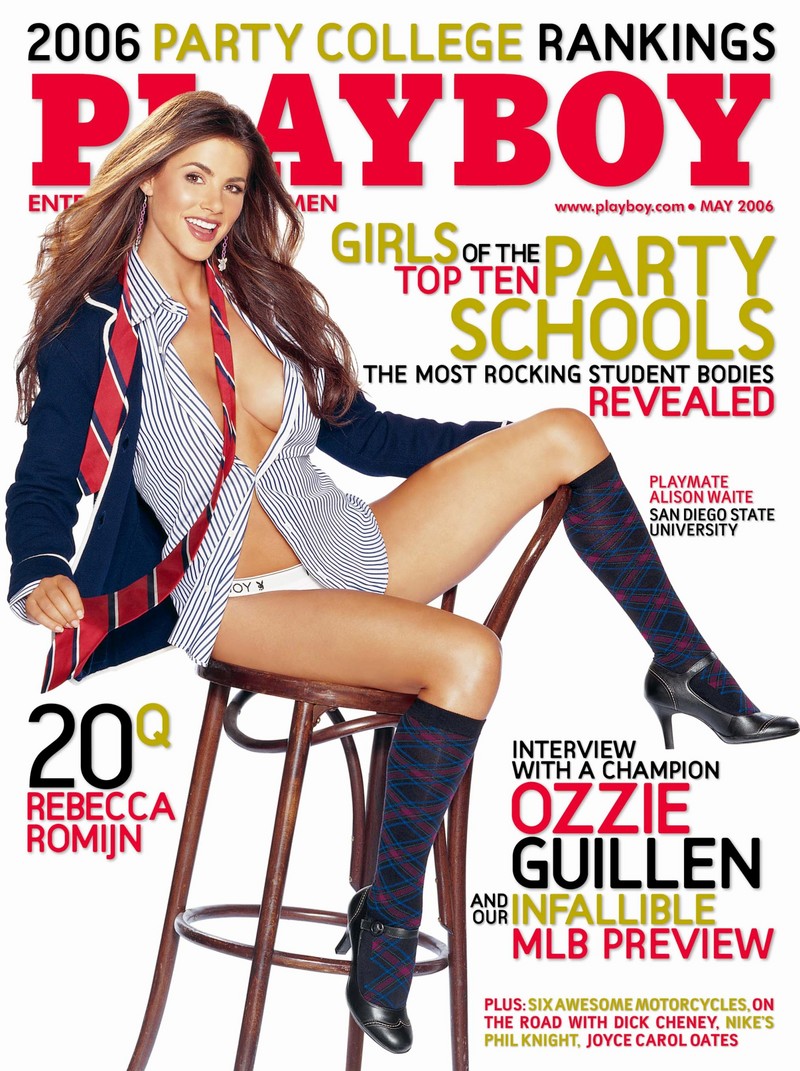 2006 PARTY COLLEGE RANKINGS
PLAYBOY
ENTE MEN
www.playboy.com • MAY 2006
GIRLS OF THE
TOP TEN PARTY
SCHOOLS
THE MOST ROCKING STUDENT BODIES
REVEALED
PLAYMATE
ALISON WAITE
SAN DIEGO STATE
UNIVERSITY
OY
20Q
REBECCA
ROMIJN
INTERVIEW
WITH A CHAMPION
OZZIE
GUILLEN
AND OUR INFALLIBLE
MLB PREVIEW
PLUS: SIX AWESOME MOTORCYCLES, ON
THE ROAD WITH DICK CHENEY, NIKE'S
PHIL KNIGHT, JOYCE CAROL OATES